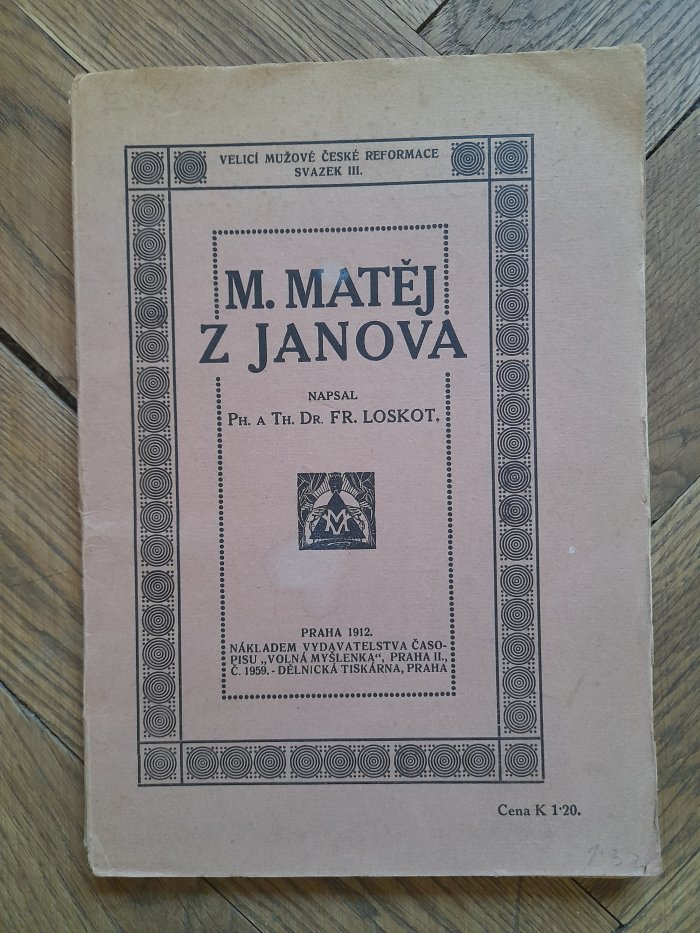 VELICÍ MUŽOVÉ ČESKÉ REFORMACE
SVAZEK III.
M. MATĚJ
Z JANOVA
NAPSAL
PH. A TH. DR. FR. LOSKOT.
VM
PRAHA 1912.
NÁKLADEM VYDAVATELSTVA ČASO-
PISU „VOLNÁ MYŠLENKA“, PRAHA II.,
Č. 1959. - DĚLNICKÁ TISKÁRNA, PRAHA
Cena K 1·20.